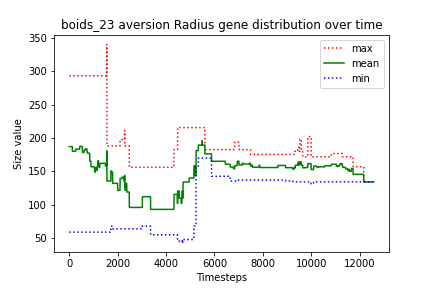 boids_23 aversion Radius gene distribution over time
350
300
250
200
150
100
50
Size value
max
mean
min
0 2000 4000 6000 8000 10000 12000
Timesteps